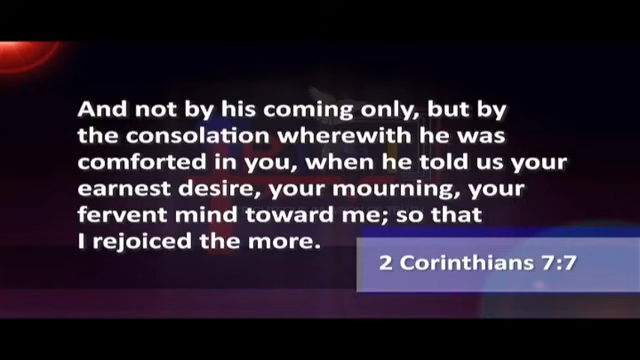 And not by his coming only, but by
the consolation wherewith he was
comforted in you, when he told us your
earnest desire, your mourning, your
fervent mind toward me; so that
I rejoiced the more.
2 Corinthians 7:7